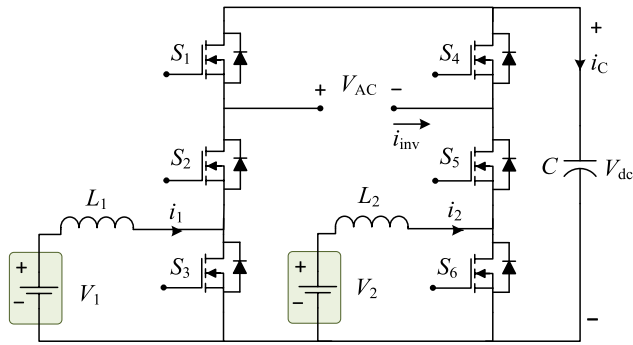 S1
S4
+
+ VAC −
iC
iinv
S2
S5
C
Vdc
L1
i1
L2
i2
S3
S6
+
−
V1
+
−
V2
−